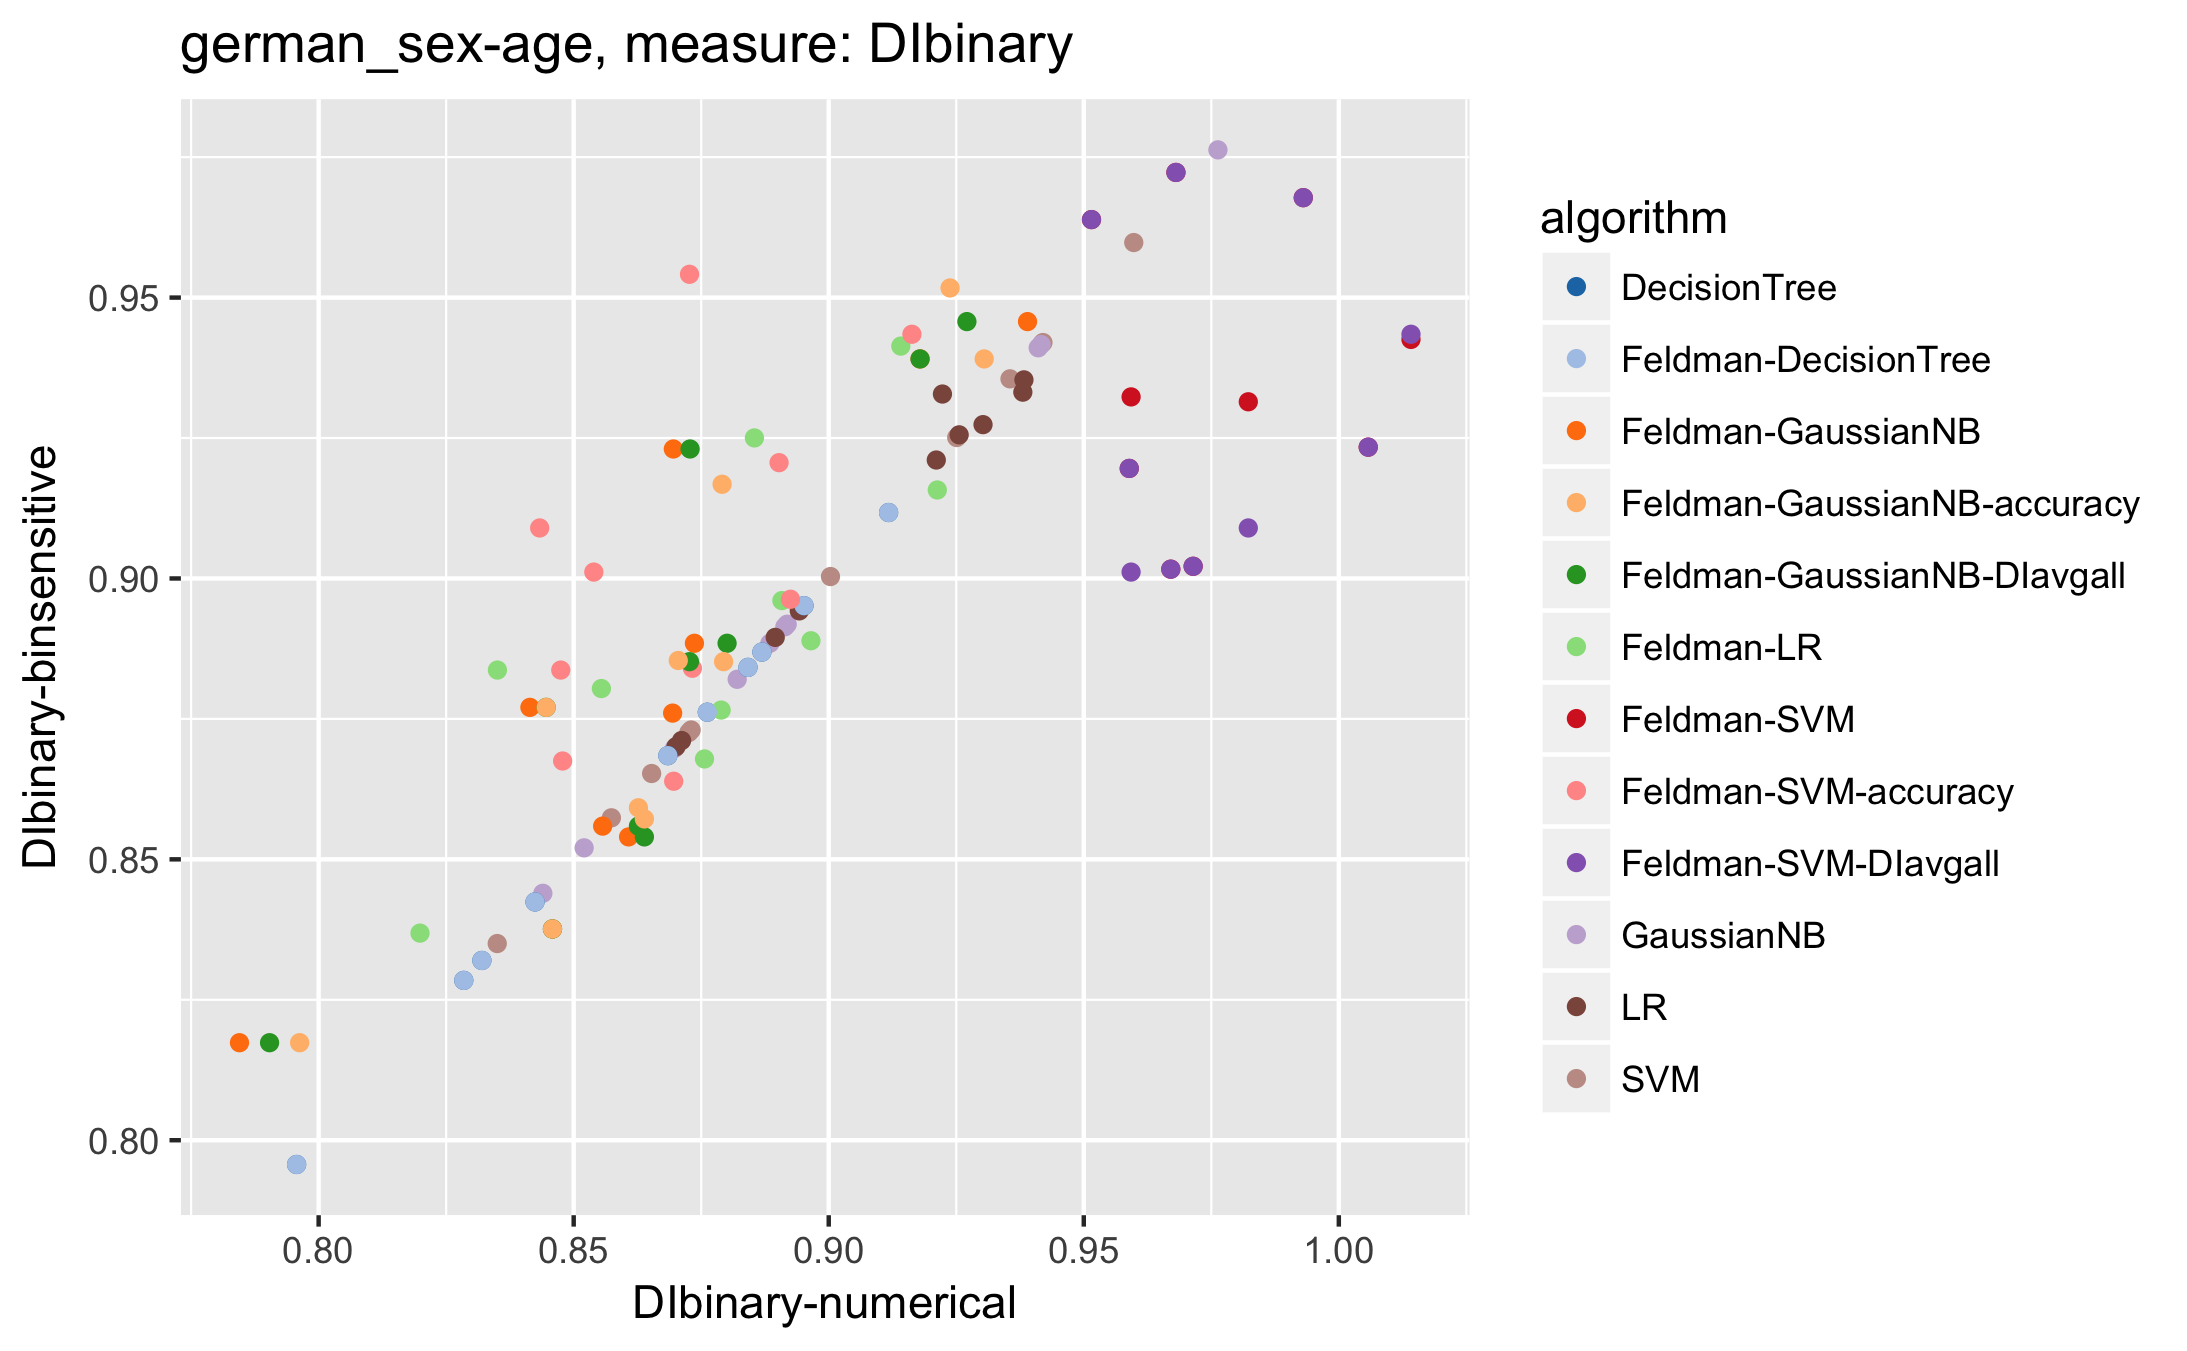 german_sex-age, measure: DIbinary
DIbinary-binsensitive
0.95
0.90
0.85
0.80
0.80 0.85 0.90 0.95 1.00
DIbinary-numerical
algorithm
DecisionTree
Feldman-DecisionTree
Feldman-GaussianNB
Feldman-GaussianNB-accuracy
Feldman-GaussianNB-DIavgall
Feldman-LR
Feldman-SVM
Feldman-SVM-accuracy
Feldman-SVM-DIavgall
GaussianNB
LR
SVM